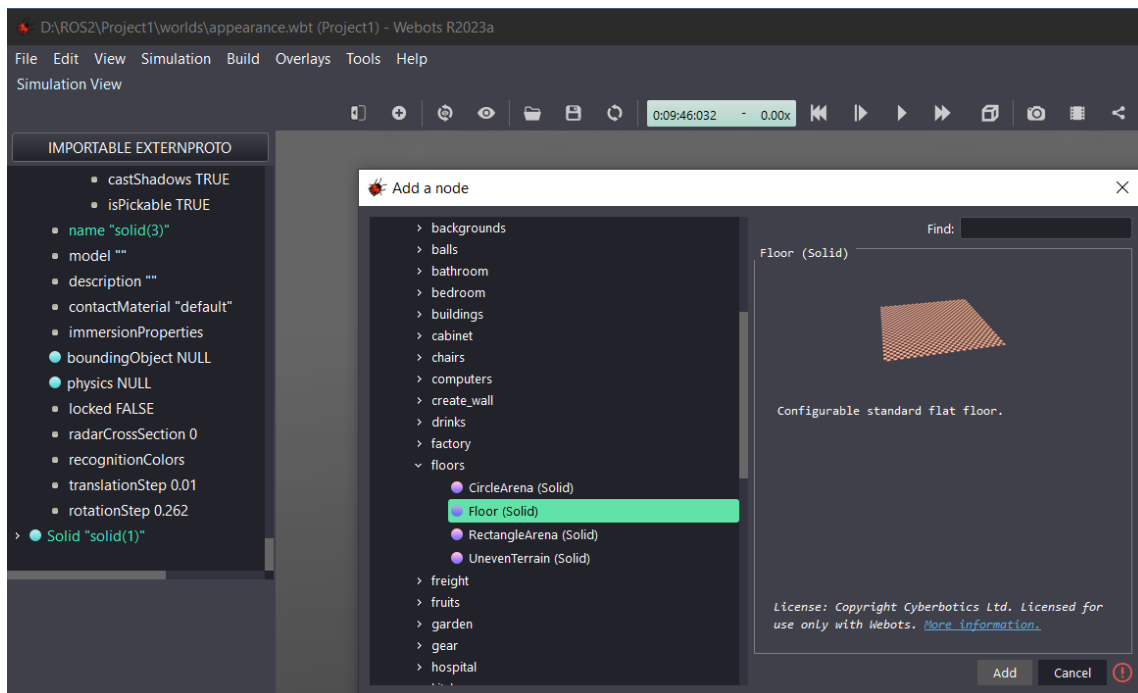 D:\ROS2\Project1\worlds\appearance.wbt (Project1) - Webots R2023a
File Edit View Simulation Build Overlays Tools Help
Simulation View
0:09:46:032 - 0.00x
IMPORTABLE EXTERNPROTO
castShadows TRUE
isPickable TRUE
name "solid(3)"
model ""
description ""
contactMaterial "default"
immersionProperties
boundingObject NULL
physics NULL
locked FALSE
radarCrossSection 0
recognitionColors
translationStep 0.01
rotationStep 0.262
Solid "solid(1)"
Add a node
backgrounds
balls
bathroom
bedroom
buildings
cabinet
chairs
computers
create_wall
drinks
factory
floors
CircleArena (Solid)
Floor (Solid)
RectangleArena (Solid)
UnevenTerrain (Solid)
freight
fruits
garden
gear
hospital
Find:
Floor (Solid)
Configurable standard flat floor.
License: Copyright Cyberbotics Ltd. Licensed for
use only with Webots. More information.
Add Cancel